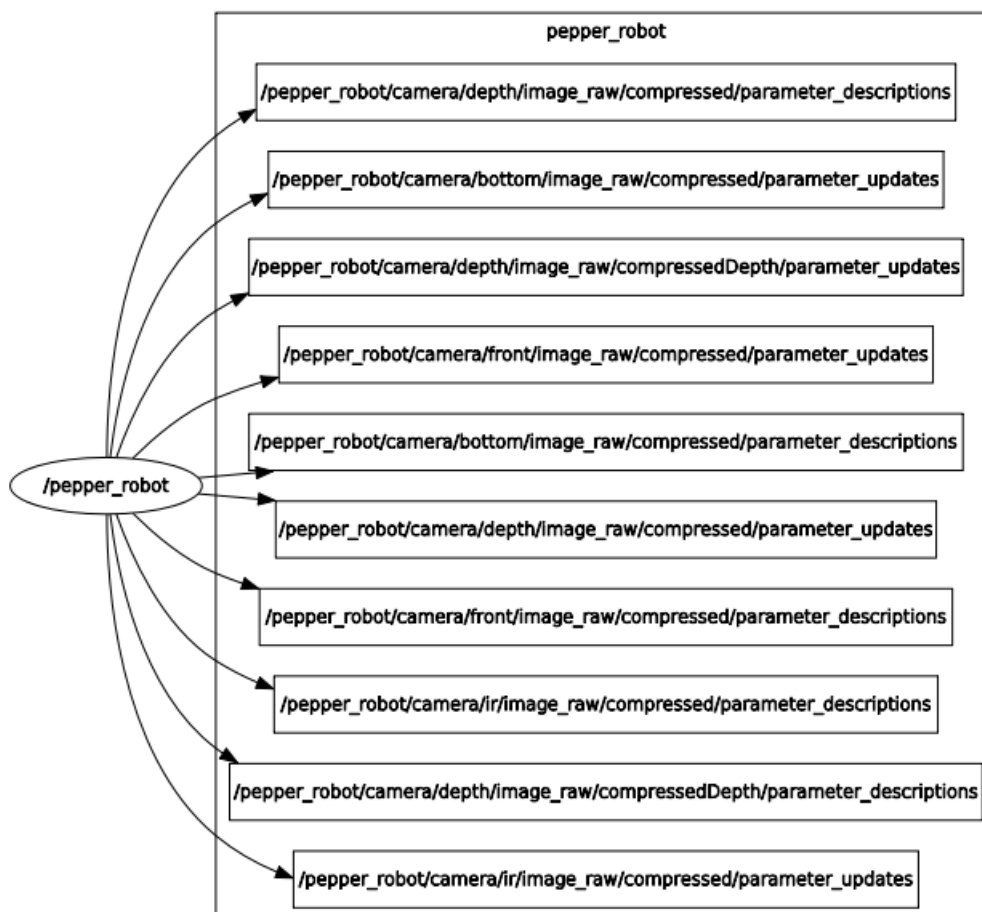 pepper_robot
/pepper_robot/camera/depth/image_raw/compressed/parameter_descriptions
/pepper_robot/camera/bottom/image_raw/compressed/parameter_updates
/pepper_robot/camera/depth/image_raw/compressedDepth/parameter_updates
/pepper_robot/camera/front/image_raw/compressed/parameter_updates
/pepper_robot/camera/bottom/image_raw/compressed/parameter_descriptions
/pepper_robot
/pepper_robot/camera/depth/image_raw/compressed/parameter_updates
/pepper_robot/camera/front/image_raw/compressed/parameter_descriptions
/pepper_robot/camera/ir/image_raw/compressed/parameter_descriptions
/pepper_robot/camera/depth/image_raw/compressedDepth/parameter_descriptions
/pepper_robot/camera/ir/image_raw/compressed/parameter_updates